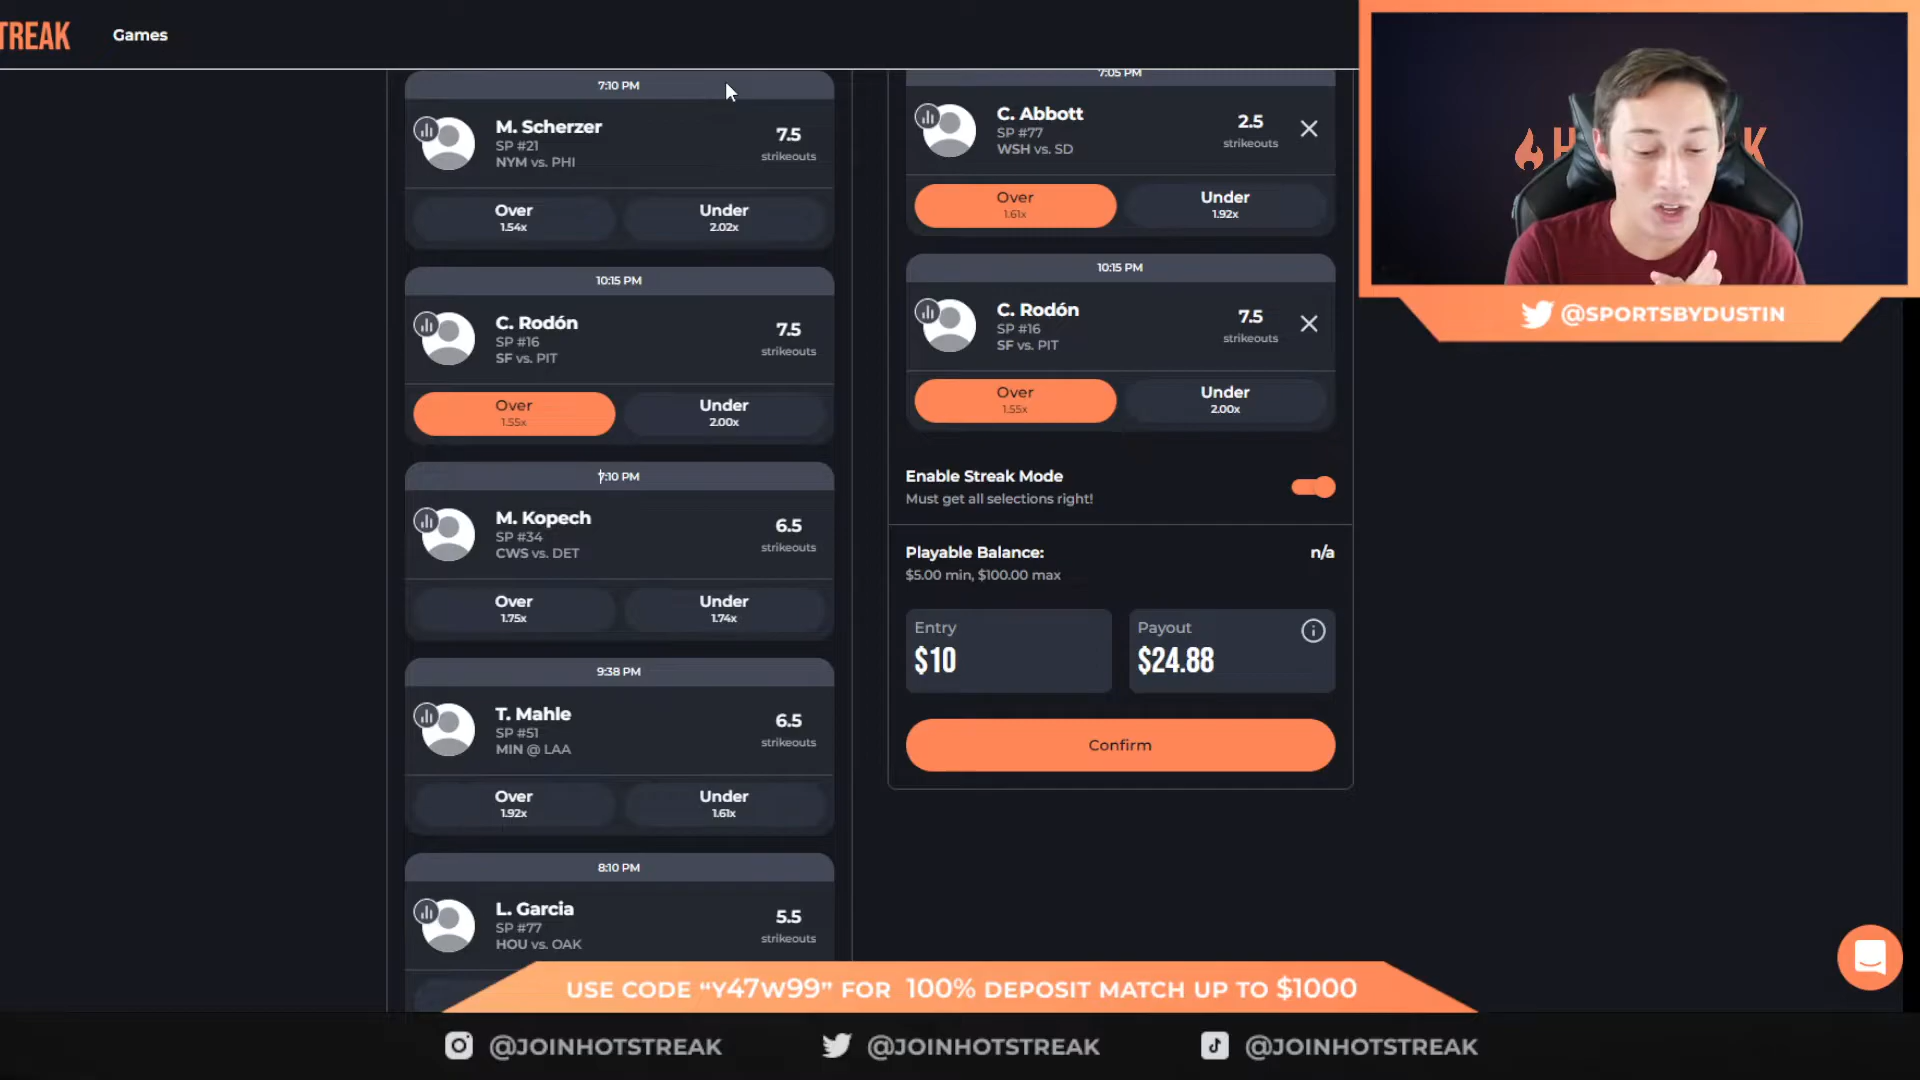 TREAK
Games
7:10 PM
M. Scherzer
SP #21
NYM vs. PHI
7.5
strikeouts
Over
1.54x
Under
2.02x
10:15 PM
C. Rodón
SP #16
SF vs. PIT
7.5
strikeouts
Over
1.55x
Under
2.00x
7:10 PM
M. Kopech
SP #34
CWS vs. DET
6.5
strikeouts
Over
1.75x
Under
1.74x
9:38 PM
T. Mahle
SP #51
MIN @ LAA
6.5
strikeouts
Over
1.92x
Under
1.61x
8:10 PM
L. Garcia
SP #77
HOU vs. OAK
5.5
strikeouts
7:05 PM
C. Abbott
SP #77
WSH vs. SD
2.5
strikeouts
Over
1.61x
Under
1.92x
10:15 PM
C. Rodón
SP #16
SF vs. PIT
7.5
strikeouts
Over
1.55x
Under
2.00x
Enable Streak Mode
Must get all selections right!
Playable Balance:
n/a
$5.00 min, $100.00 max
Entry
$10
Payout
$24.88
Confirm
@SPORTSBYDUSTIN
USE CODE “Y47W99” FOR 100% DEPOSIT MATCH UP TO $1000
@JOINHOTSTREAK
@JOINHOTSTREAK
@JOINHOTSTREAK